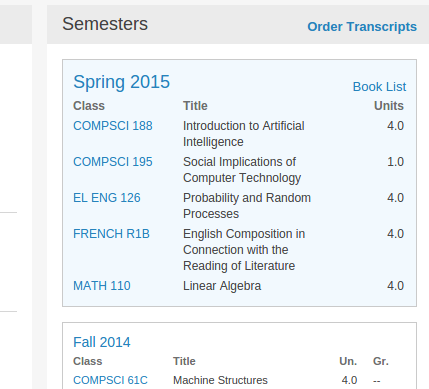 Semesters Order Transcripts
Spring 2015 Book List
Class Title Units
COMPSCI 188 Introduction to Artificial 4.0
Intelligence
COMPSCI 195 Social Implications of 1.0
Computer Technology
EL ENG 126 Probability and Random 4.0
Processes
FRENCH R1B English Composition in 4.0
Connection with the
Reading of Literature
MATH 110 Linear Algebra 4.0
Fall 2014
Class Title Un. Gr.
COMPSCI 61C Machine Structures 4.0 --